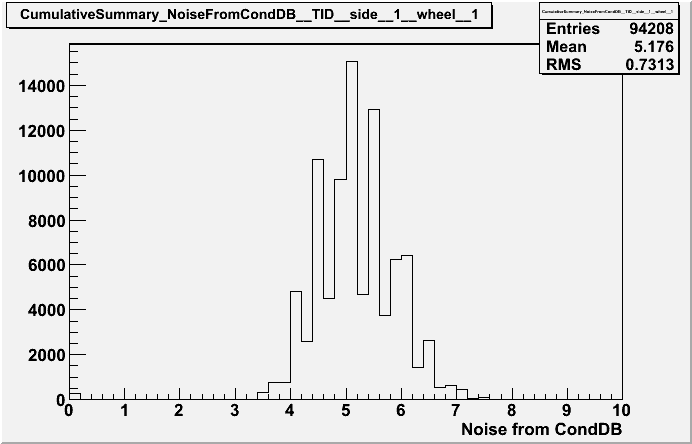 CumulativeSummary_NoiseFromCondDB__TID__side__1__wheel__1
CumulativeSummary_NoiseFromCondDB__TID__side__1__wheel__1
Entries 94208
Mean 5.176
RMS 0.7313
14000
12000
10000
8000
6000
4000
2000
0
0 1 2 3 4 5 6 7 8 9 10
Noise from CondDB